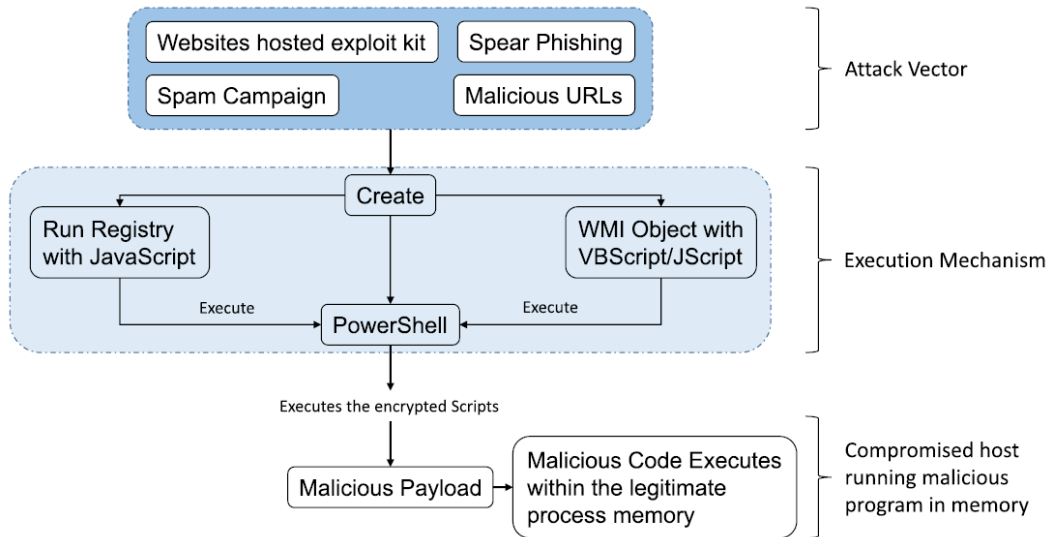 Websites hosted exploit kit
Spear Phishing
Spam Campaign
Malicious URLs
Attack Vector
Create
Run Registry
with JavaScript
WMI Object with
VBScript/JScript
Execution Mechanism
Execute
Execute
PowerShell
Executes the encrypted Scripts
Malicious Payload
Malicious Code Executes
within the legitimate
process memory
Compromised host
running malicious
program in memory